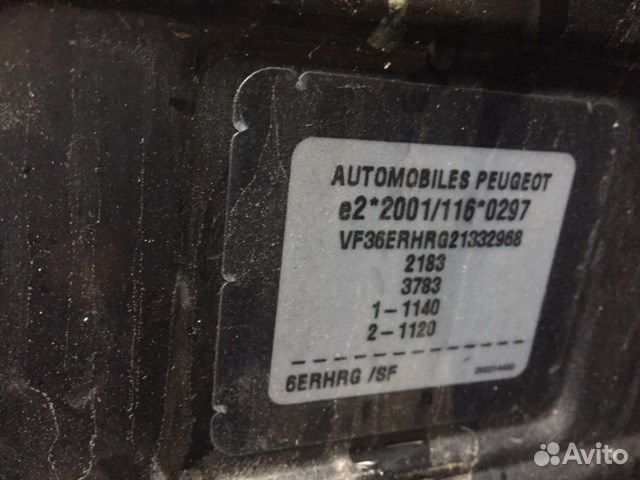 AUTOMOBILES PEUGEOT
e2*2001/116*0297
VF36ERHRG21332968
2183
3783
1-1140
2-1120
6ERHRG /SF
Avito